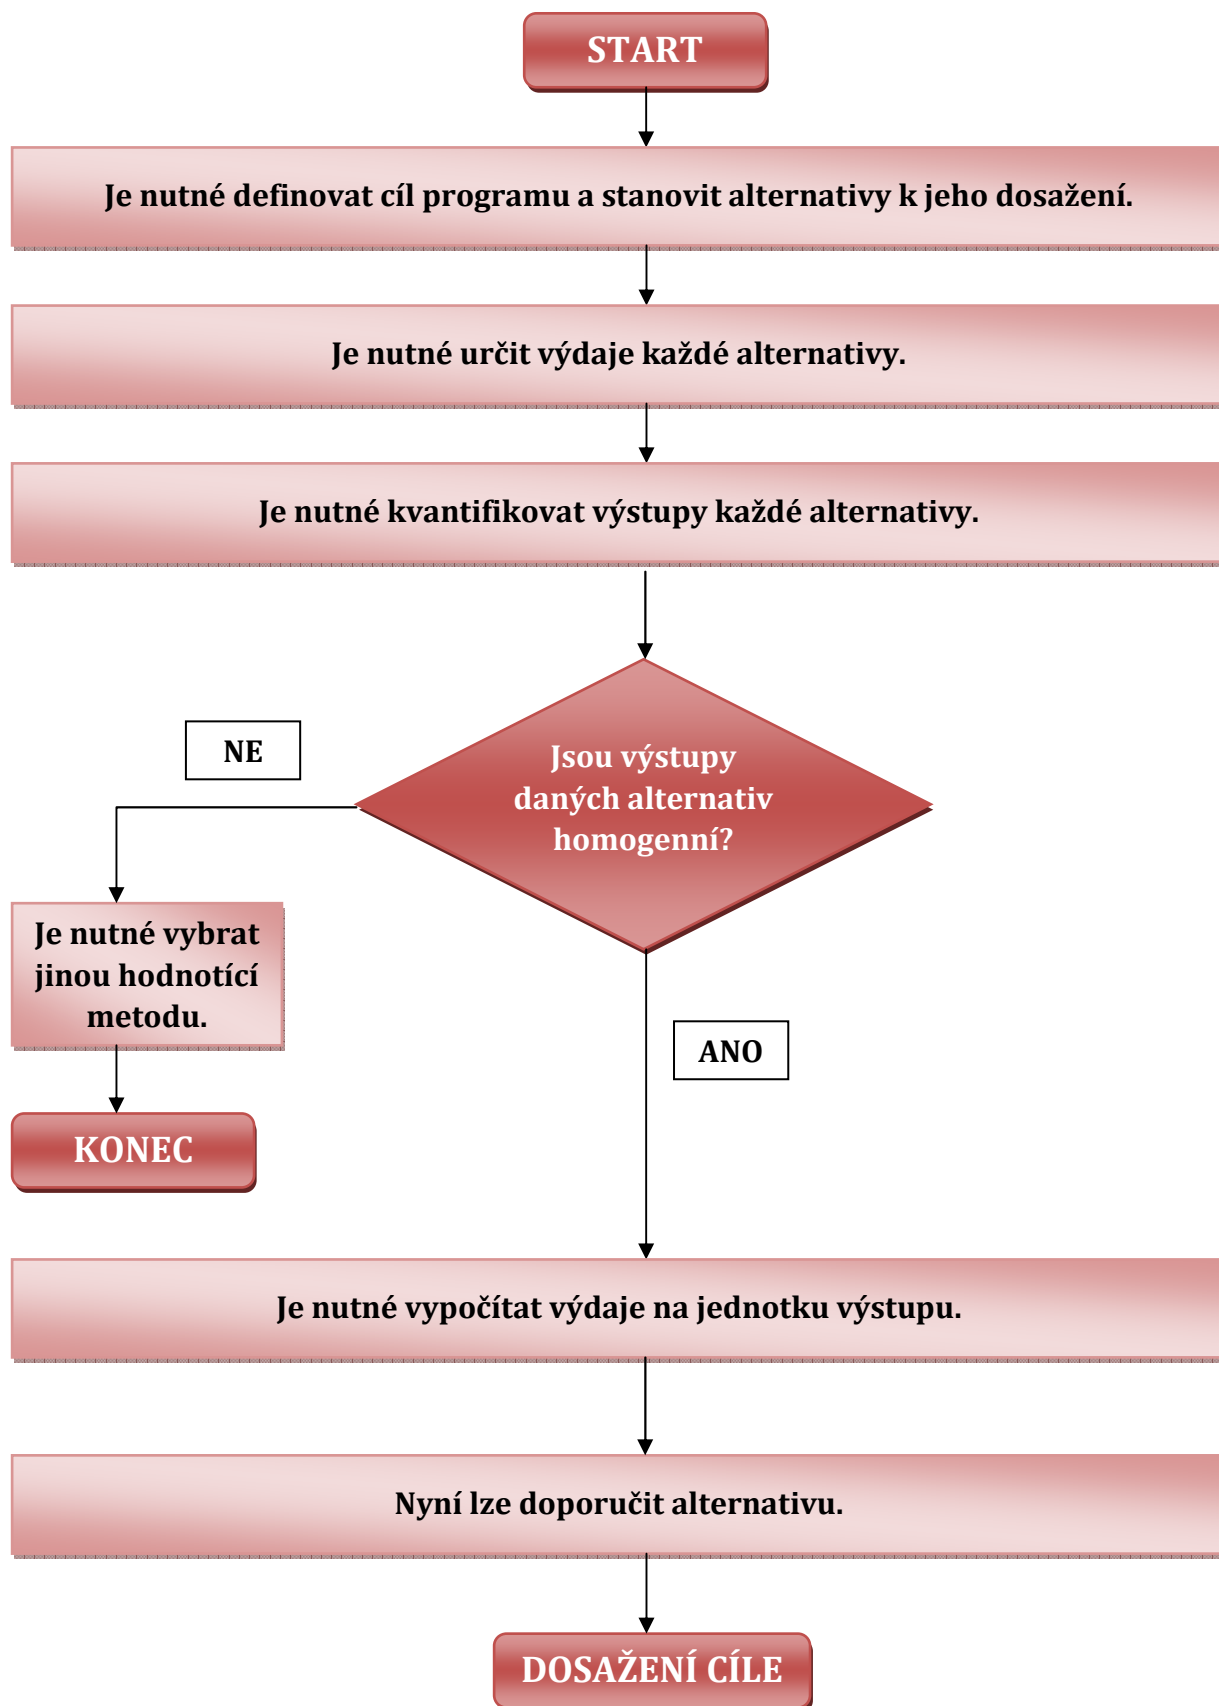 START
Je nutné definovat cíl programu a stanovit alternativy k jeho dosažení.
Je nutné určit výdaje každé alternativy.
Je nutné kvantifikovat výstupy každé alternativy.
NE
Jsou výstupy
daných alternativ
homogenní?
Je nutné vybrat
jinou hodnotící
metodu.
ANO
KONEC
Je nutné vypočítat výdaje na jednotku výstupu.
Nyní lze doporučit alternativu.
DOSAŽENÍ CÍLE